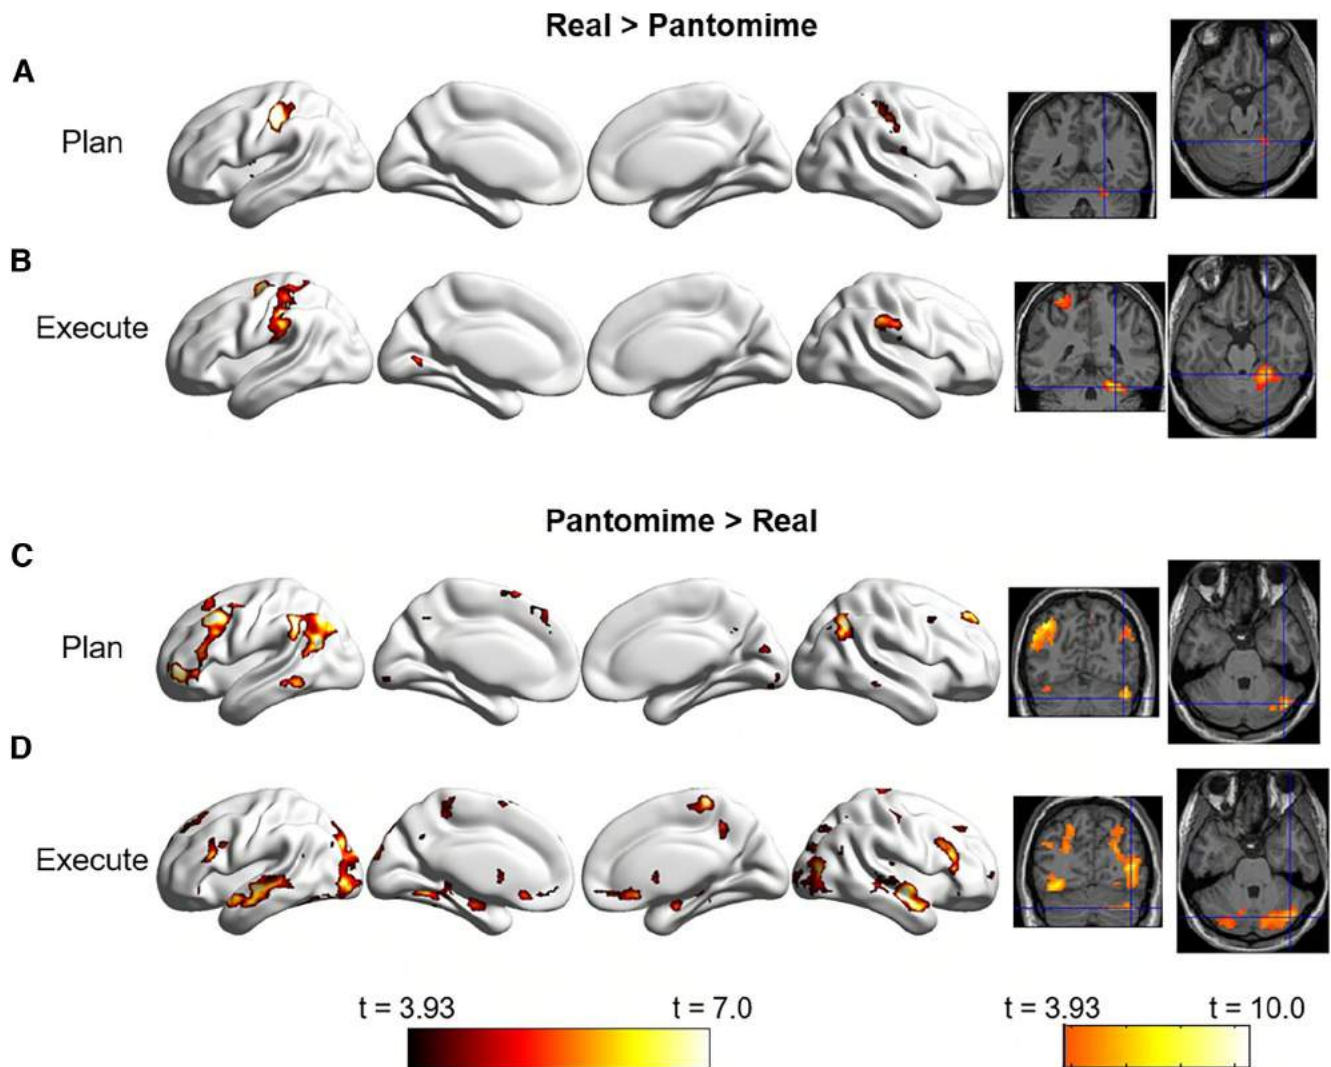 Real > Pantomime
A
Plan
B
Execute
Pantomime > Real
C
Plan
D
Execute
t = 3.93 t = 7.0 t = 3.93 t = 10.0